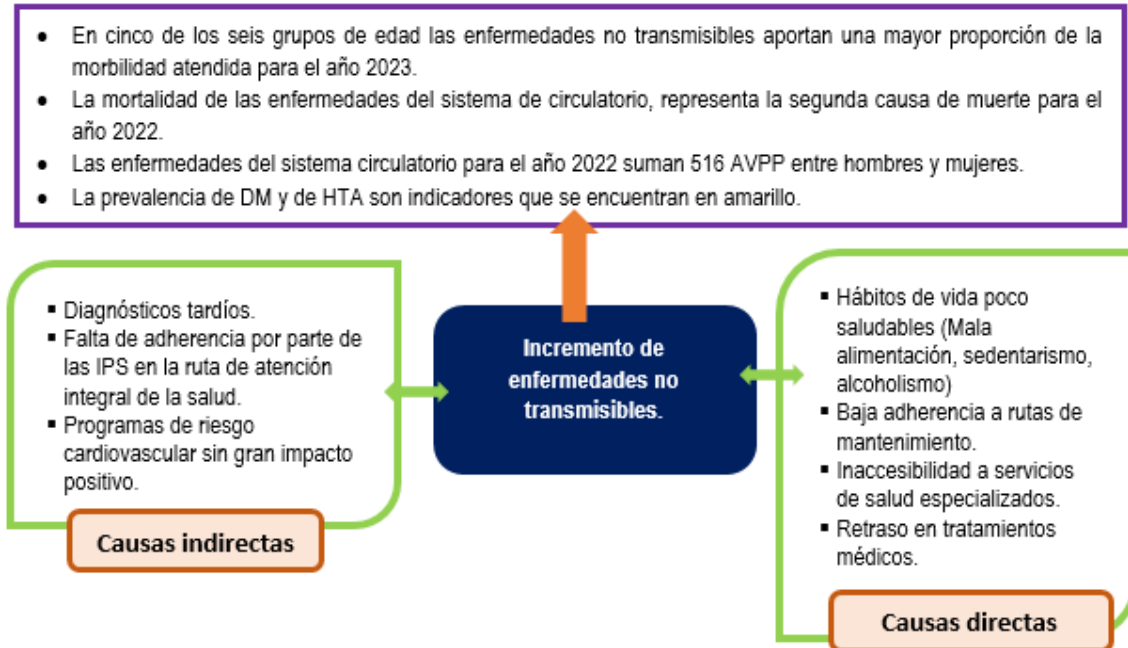 • En cinco de los seis grupos de edad las enfermedades no transmisibles aportan una mayor proporción de la
morbilidad atendida para el año 2023.
• La mortalidad de las enfermedades del sistema de circulatorio, representa la segunda causa de muerte para el
año 2022.
• Las enfermedades del sistema circulatorio para el año 2022 suman 516 AVPP entre hombres y mujeres.
• La prevalencia de DM y de HTA son indicadores que se encuentran en amarillo.
▪ Diagnósticos tardíos.
▪ Falta de adherencia por parte de
las IPS en la ruta de atención
integral de la salud.
▪ Programas de riesgo
cardiovascular sin gran impacto
positivo.
Causas indirectas
Incremento de
enfermedades no
transmisibles.
▪ Hábitos de vida poco
saludables (Mala
alimentación, sedentarismo,
alcoholismo)
▪ Baja adherencia a rutas de
mantenimiento.
▪ Inaccesibilidad a servicios
de salud especializados.
▪ Retraso en tratamientos
médicos.
Causas directas